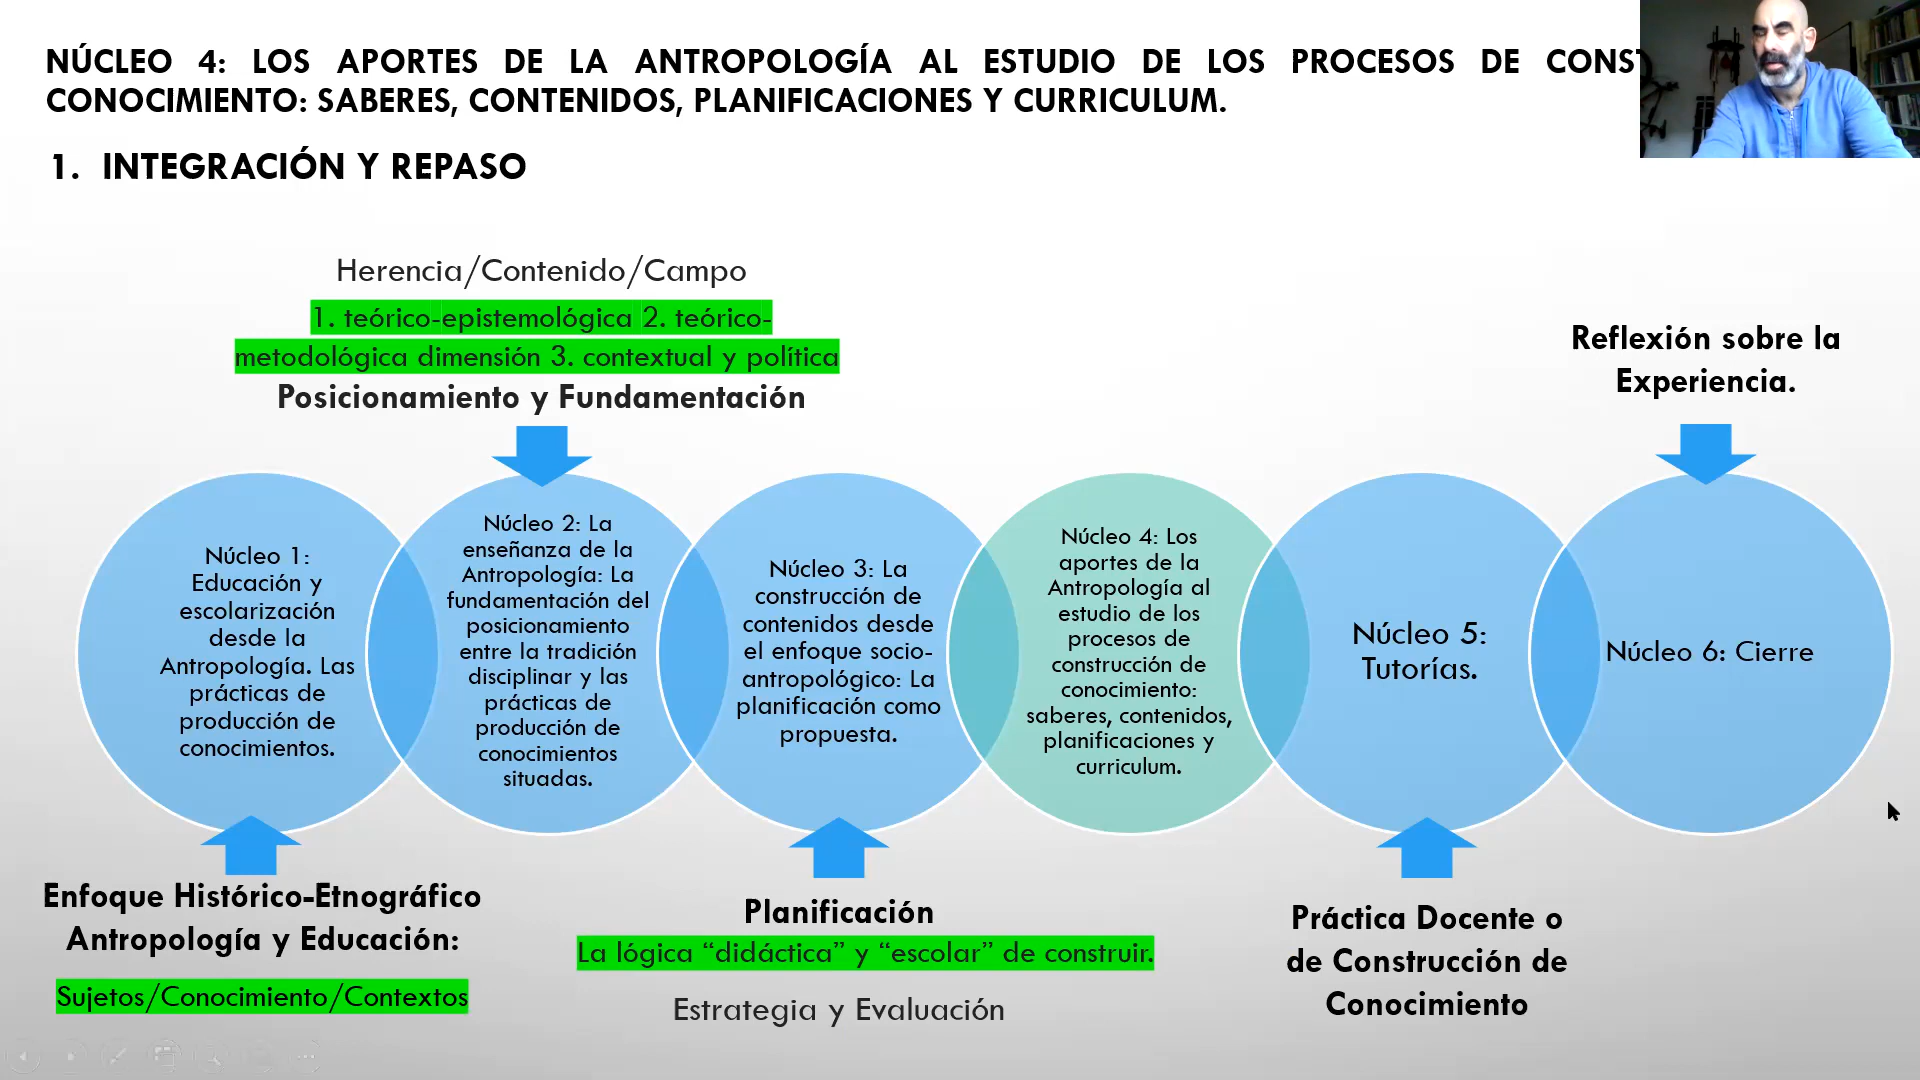 NÚCLEO 4: LOS APORTES DE LA ANTROPOLOGÍA AL ESTUDIO DE LOS PROCESOS DE
CONOCIMIENTO: SABERES, CONTENIDOS, PLANIFICACIONES Y CURRICULUM.
1. INTEGRACIÓN Y REPASO
Herencia/Contenido/Campo
1. teórico-epistemológica 2. teórico-
metodológica dimensión 3. contextual y política
Posicionamiento y Fundamentación
Reflexión sobre la
Experiencia.
Núcleo 1:
Educación y
escolarización
desde la
Antropología. Las
prácticas de
producción de
conocimientos.
Núcleo 2: La
enseñanza de la
Antropología: La
fundamentación del
posicionamiento
entre la tradición
disciplinar y las
prácticas de
producción de
conocimientos
situadas.
Núcleo 3: La
construcción de
contenidos desde
el enfoque socio-
antropológico: La
planificación como
propuesta.
Núcleo 4: Los
aportes de la
Antropología al
estudio de los
procesos de
construcción de
conocimiento:
saberes, contenidos,
planificaciones y
curriculum.
Núcleo 5:
Tutorías.
Núcleo 6: Cierre
Enfoque Histórico-Etnográfico
Antropología y Educación:
Sujetos/Conocimiento/Contextos
Planificación
La lógica “didáctica” y “escolar” de construir.
Estrategia y Evaluación
Práctica Docente o
de Construcción de
Conocimiento